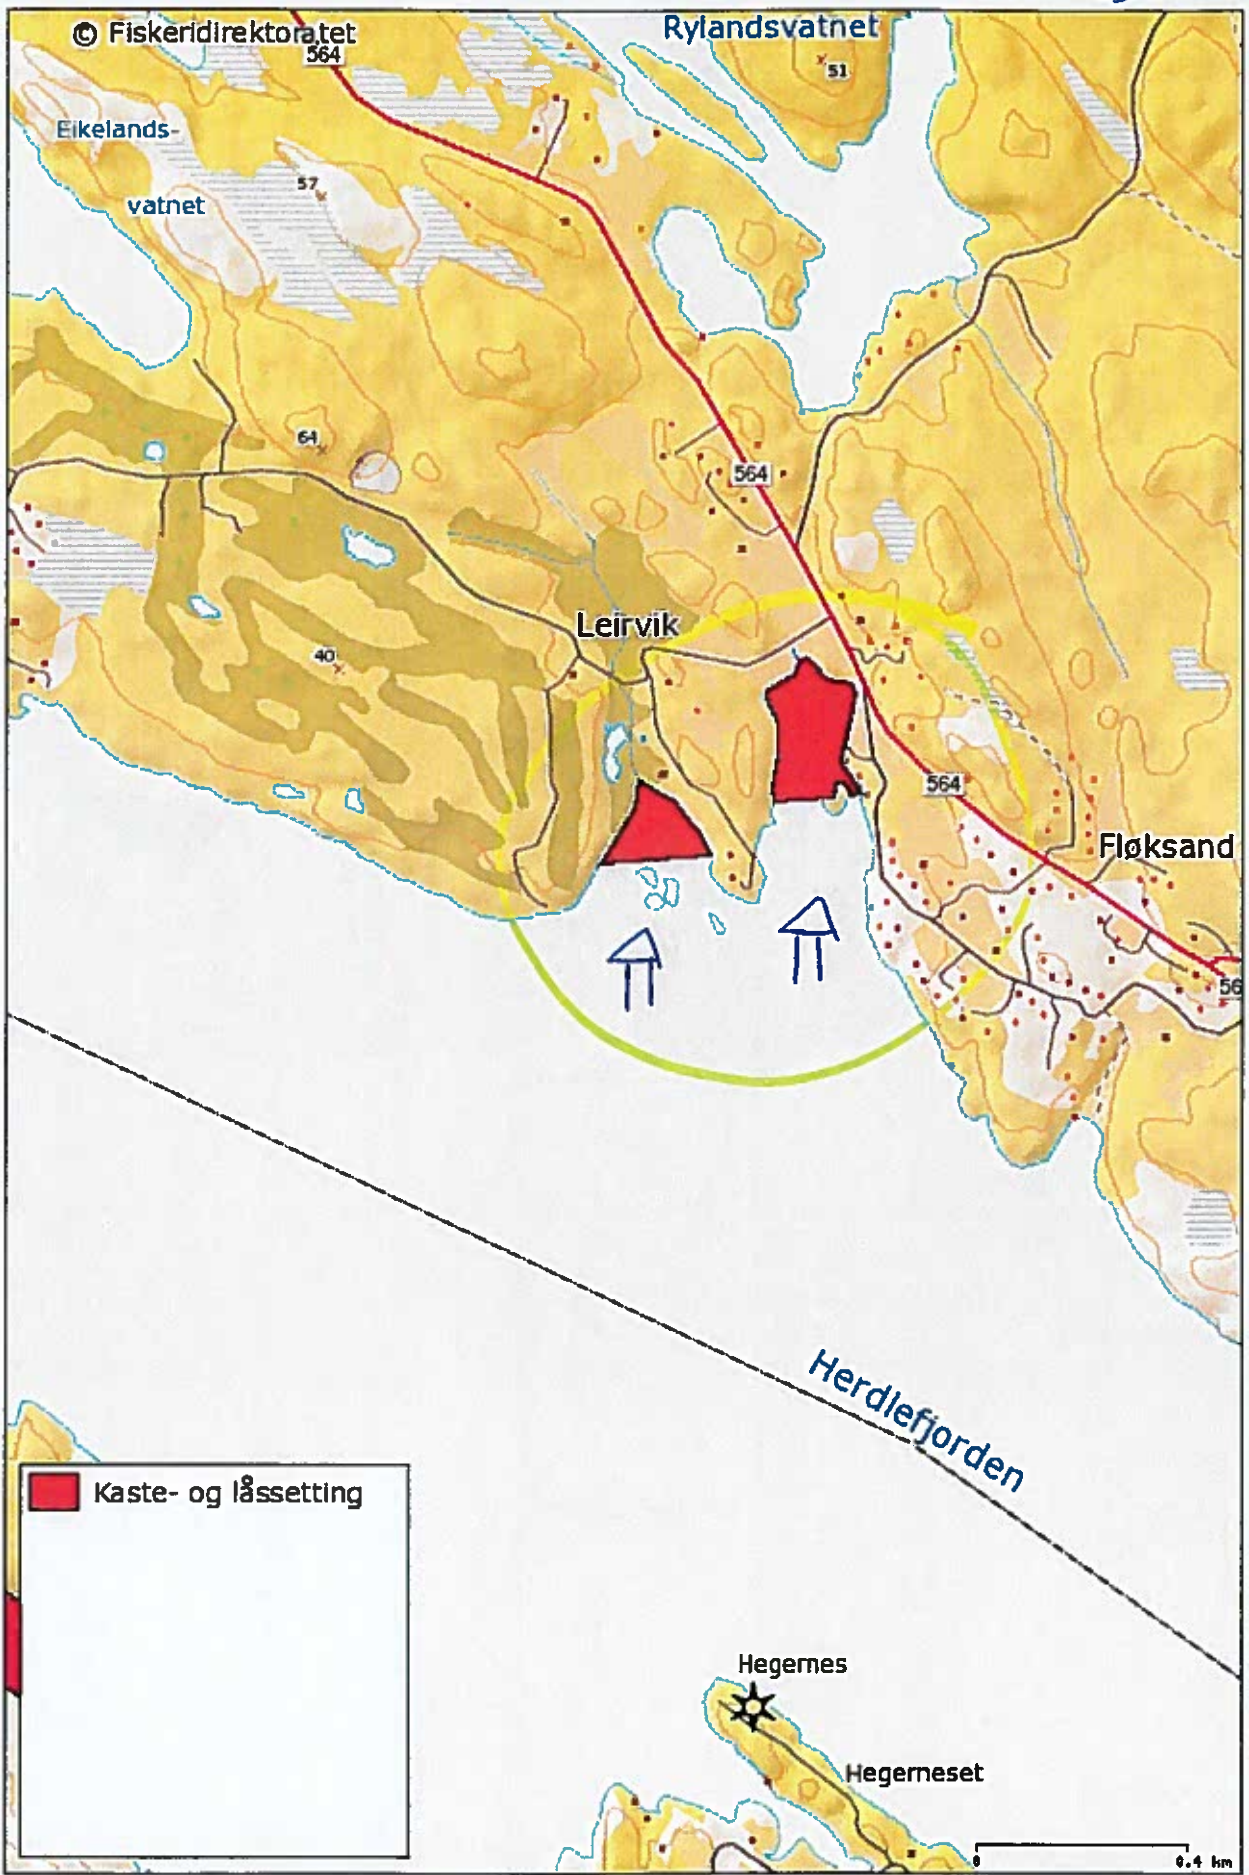 © Fiskeridirektoratet
564
Rylandsvatnet
51
Eikelands-
57
vatnet
64
564
Leirvik
40
564
Fløksand
56
Herdlefjorden
Kaste- og låssetting
Hegernes
Hegerneset
0 0.4 km